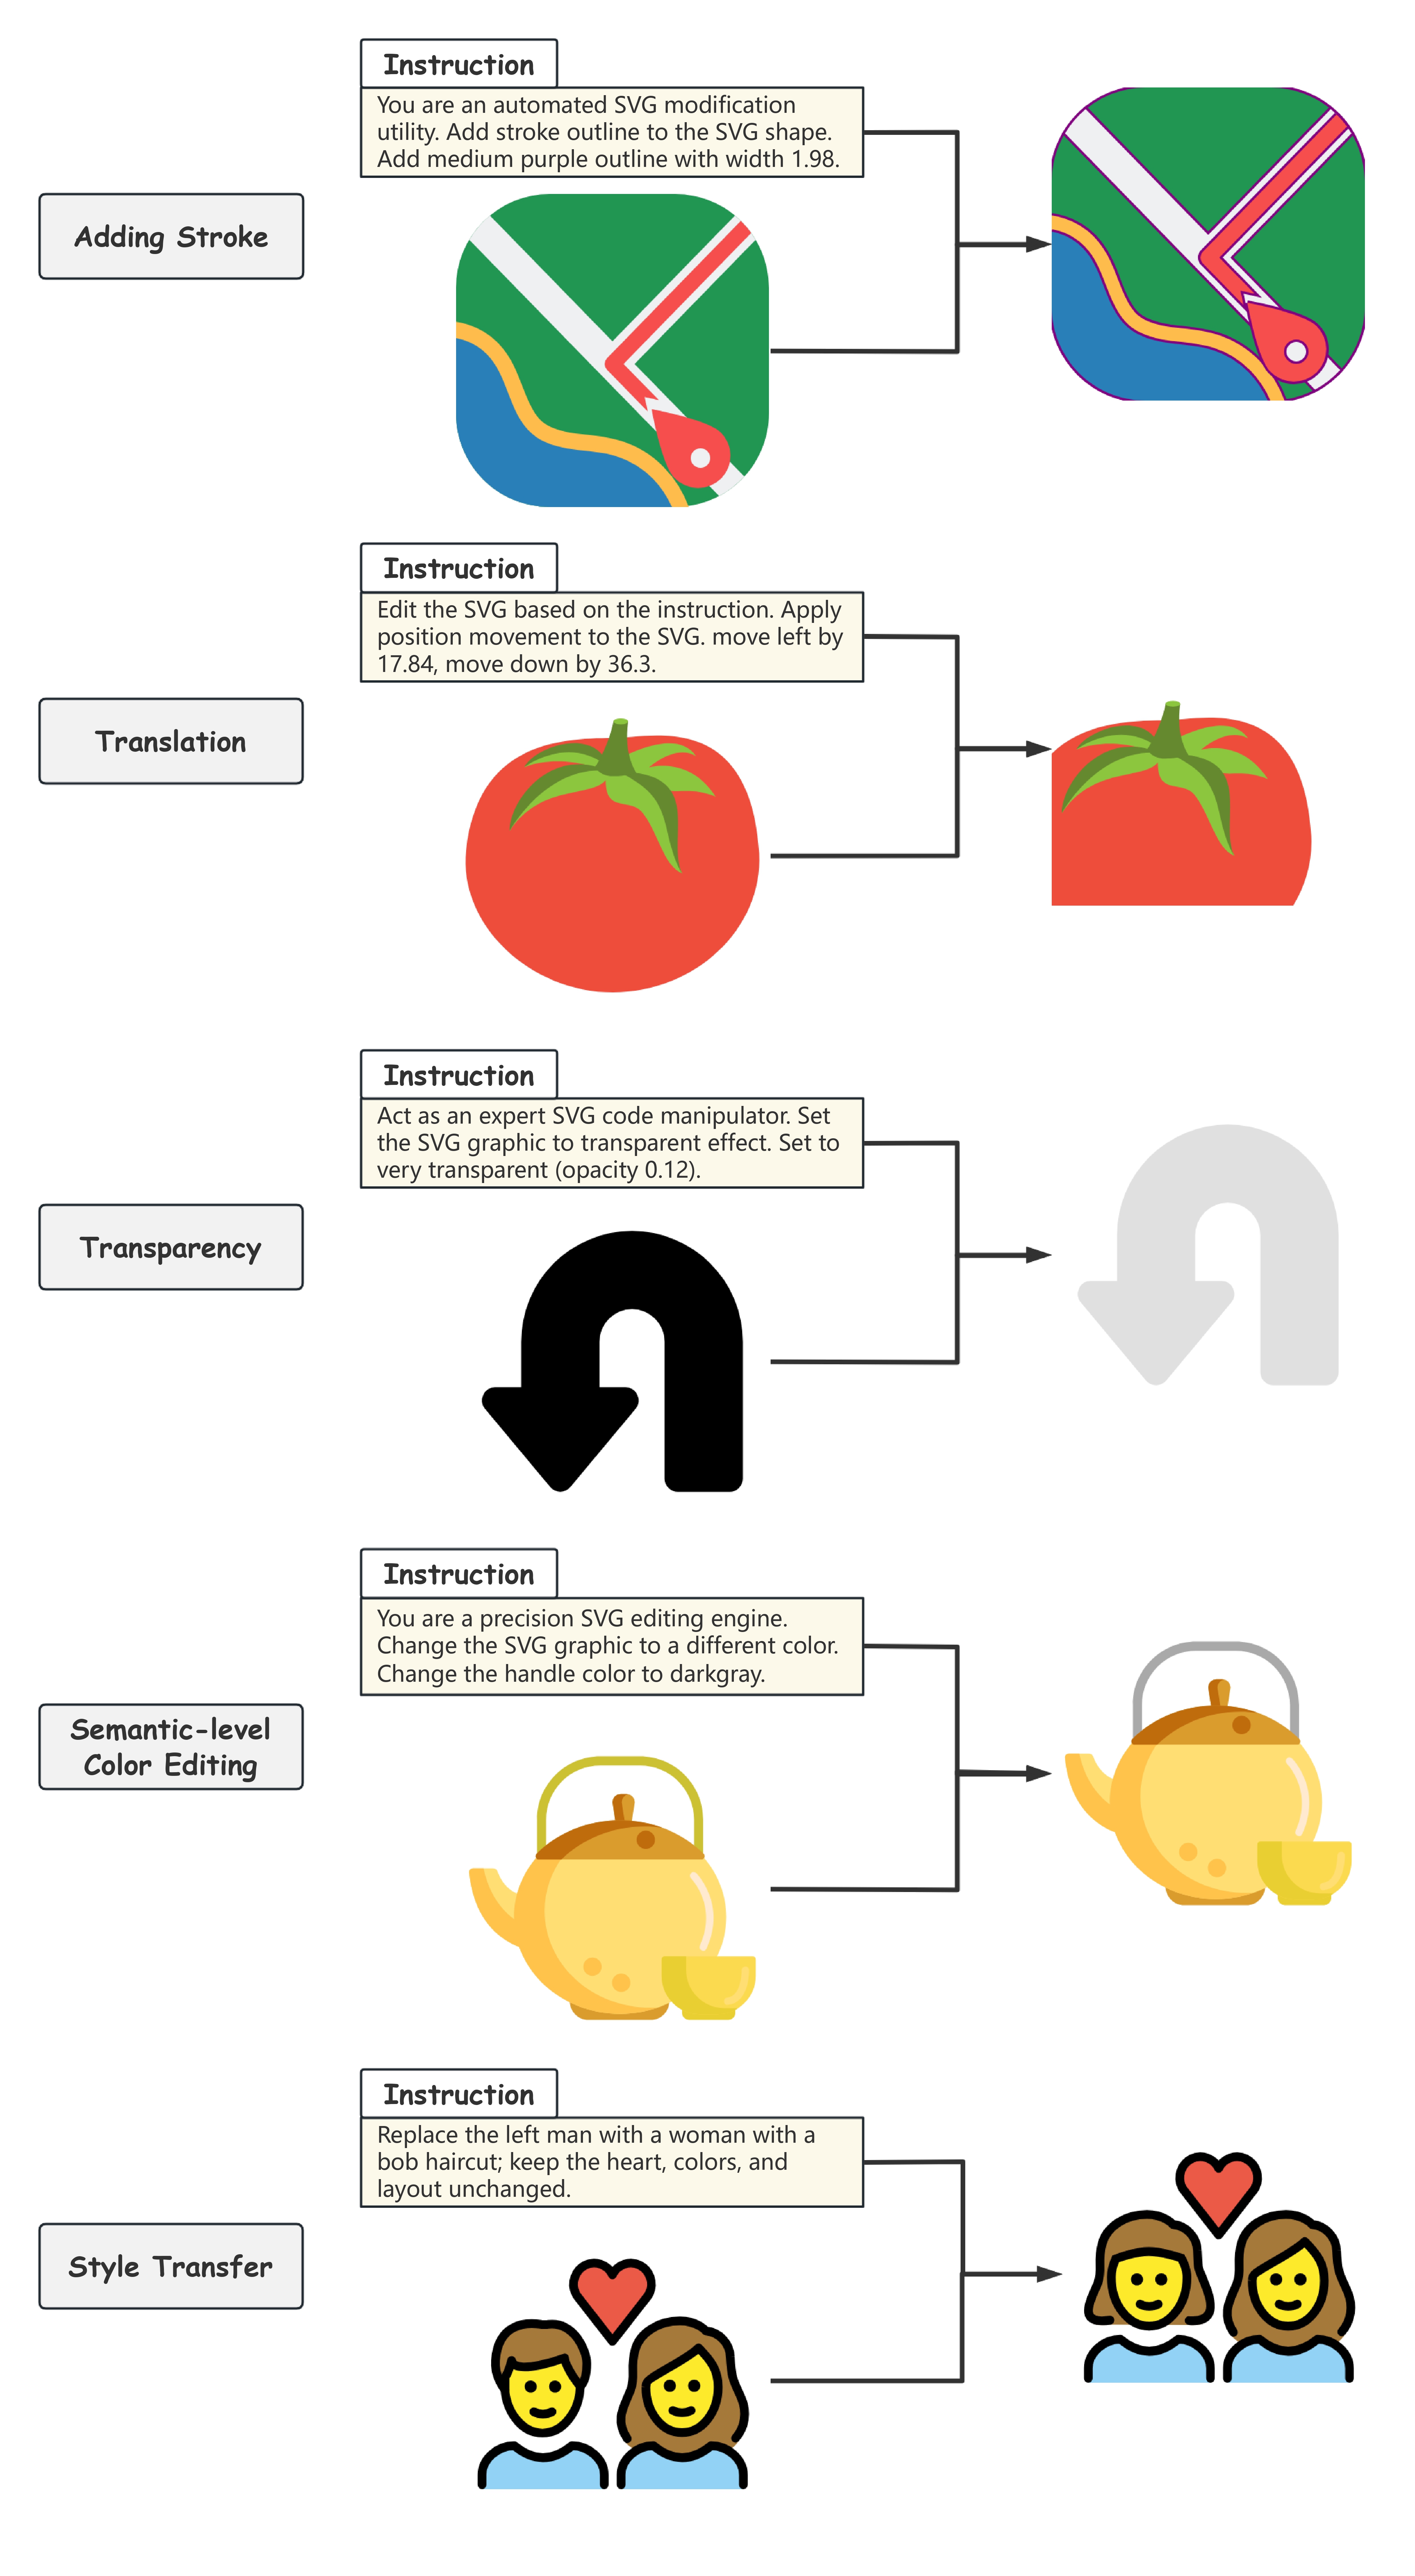 Instruction
You are an automated SVG modification
utility. Add stroke outline to the SVG shape.
Add medium purple outline with width 1.98.
Adding Stroke
Instruction
Edit the SVG based on the instruction. Apply
position movement to the SVG. move left by
17.84, move down by 36.3.
Translation
Instruction
Act as an expert SVG code manipulator. Set
the SVG graphic to transparent effect. Set to
very transparent (opacity 0.12).
Transparency
Instruction
You are a precision SVG editing engine.
Change the SVG graphic to a different color.
Change the handle color to darkgray.
Semantic-level
Color Editing
Instruction
Replace the left man with a woman with a
bob haircut; keep the heart, colors, and
layout unchanged.
Style Transfer